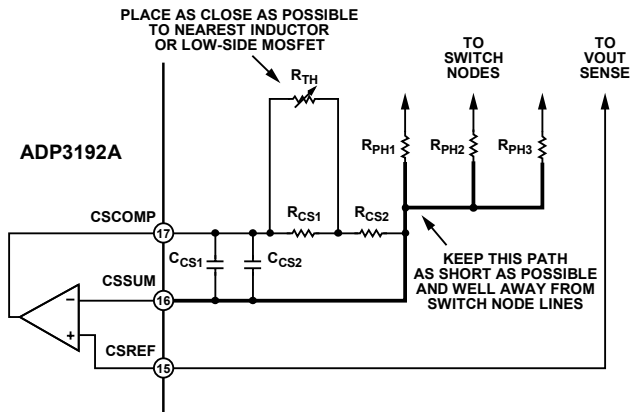 PLACE AS CLOSE AS POSSIBLE
TO NEAREST INDUCTOR
OR LOW-SIDE MOSFET
TO
SWITCH
NODES
TO
VOUT
SENSE
RTH
ADP3192A
RPH1
RPH2
RPH3
CSCOMP
17
RCS1
RCS2
CCS1
CCS2
KEEP THIS PATH
AS SHORT AS POSSIBLE
AND WELL AWAY FROM
SWITCH NODE LINES
CSSUM
16
−
+
CSREF
15